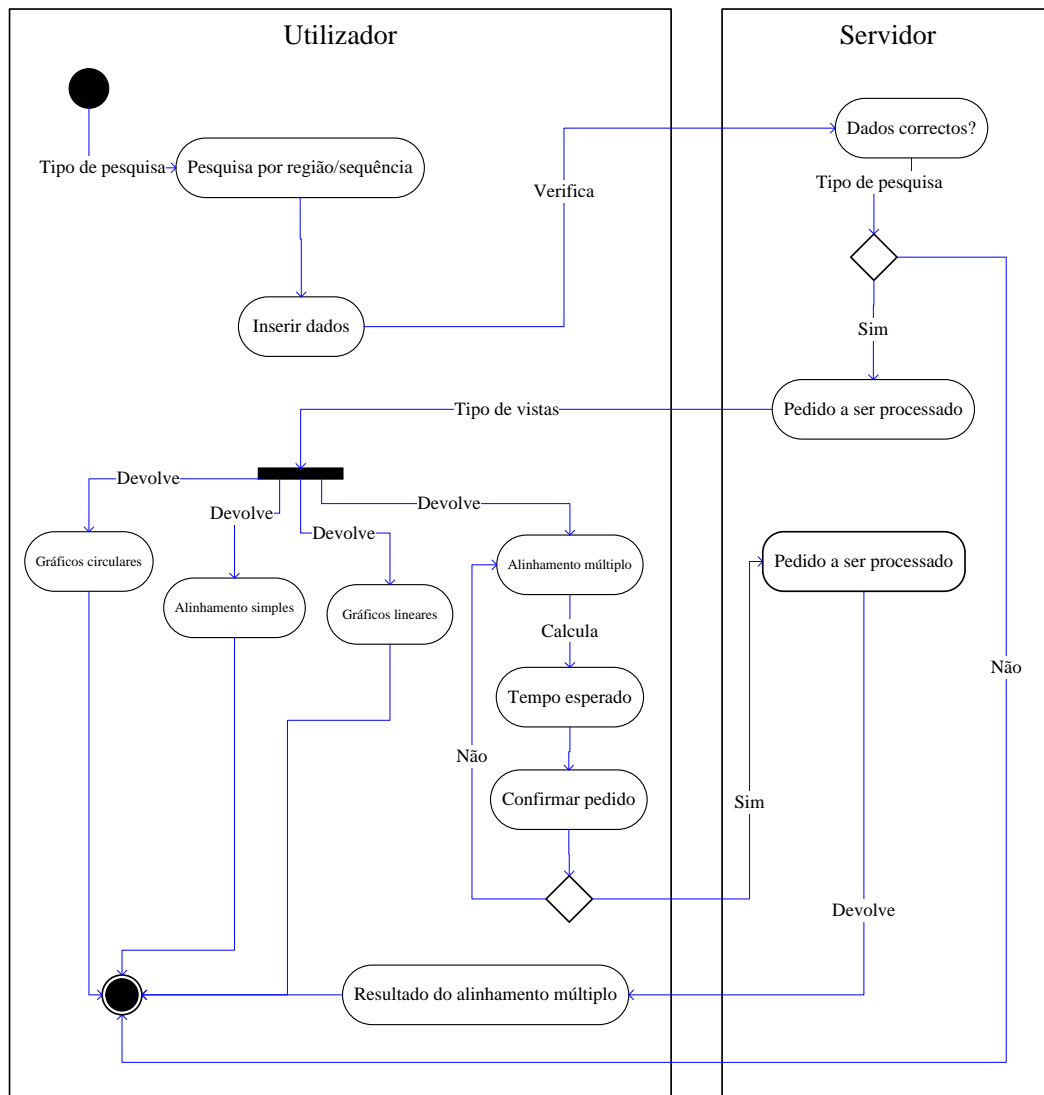 Utilizador
Servidor
Dados correctos?
Tipo de pesquisa
Pesquisa por região/sequência
Tipo de pesquisa
Verifica
Inserir dados
Sim
Tipo de vistas
Pedido a ser processado
Devolve
Devolve
Devolve
Devolve
Gráficos circulares
Alinhamento múltiplo
Pedido a ser processado
Alinhamento simples
Gráficos lineares
Calcula
Não
Tempo esperado
Não
Confirmar pedido
Sim
Devolve
Resultado do alinhamento múltiplo